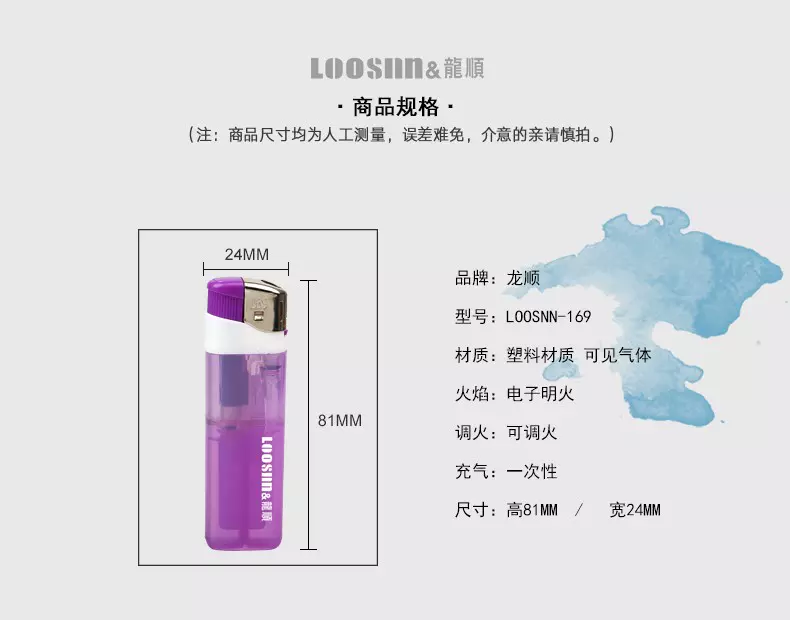 LOOSNN&龍順
·商品规格·
(注：商品尺寸均为人工测量，误差难免，介意的亲请慎拍。)
24MM
81MM
LOOSNN&龍順
品牌：龙顺
型号：LOOSNN-169
材质：塑料材质 可见气体
火焰：电子明火
调火：可调火
充气：一次性
尺寸：高81MM / 宽24MM